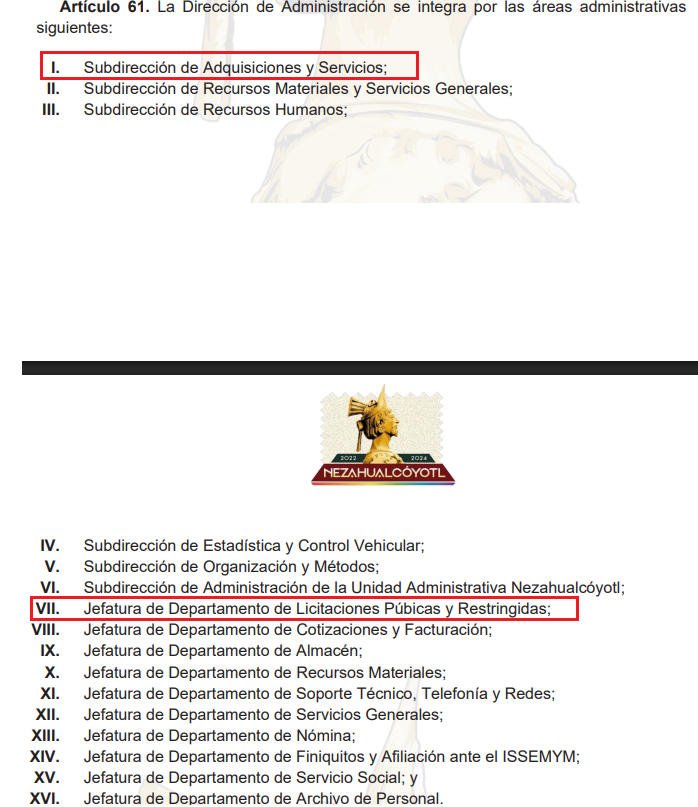 Artículo 61. La Dirección de Administración se integra por las áreas administrativas
siguientes:
I. Subdirección de Adquisiciones y Servicios;
II. Subdirección de Recursos Materiales y Servicios Generales;
III. Subdirección de Recursos Humanos;
2022 2024
NEZAHUALCÓYOTL
IV. Subdirección de Estadística y Control Vehicular;
V. Subdirección de Organización y Métodos;
VI. Subdirección de Administración de la Unidad Administrativa Nezahualcóyotl;
VII. Jefatura de Departamento de Licitaciones Púbicas y Restringidas;
VIII. Jefatura de Departamento de Cotizaciones y Facturación;
IX. Jefatura de Departamento de Almacén;
X. Jefatura de Departamento de Recursos Materiales;
XI. Jefatura de Departamento de Soporte Técnico, Telefonía y Redes;
XII. Jefatura de Departamento de Servicios Generales;
XIII. Jefatura de Departamento de Nómina;
XIV. Jefatura de Departamento de Finiquitos y Afiliación ante el ISSEMYM;
XV. Jefatura de Departamento de Servicio Social; y
XVI. Jefatura de Departamento de Archivo de Personal.